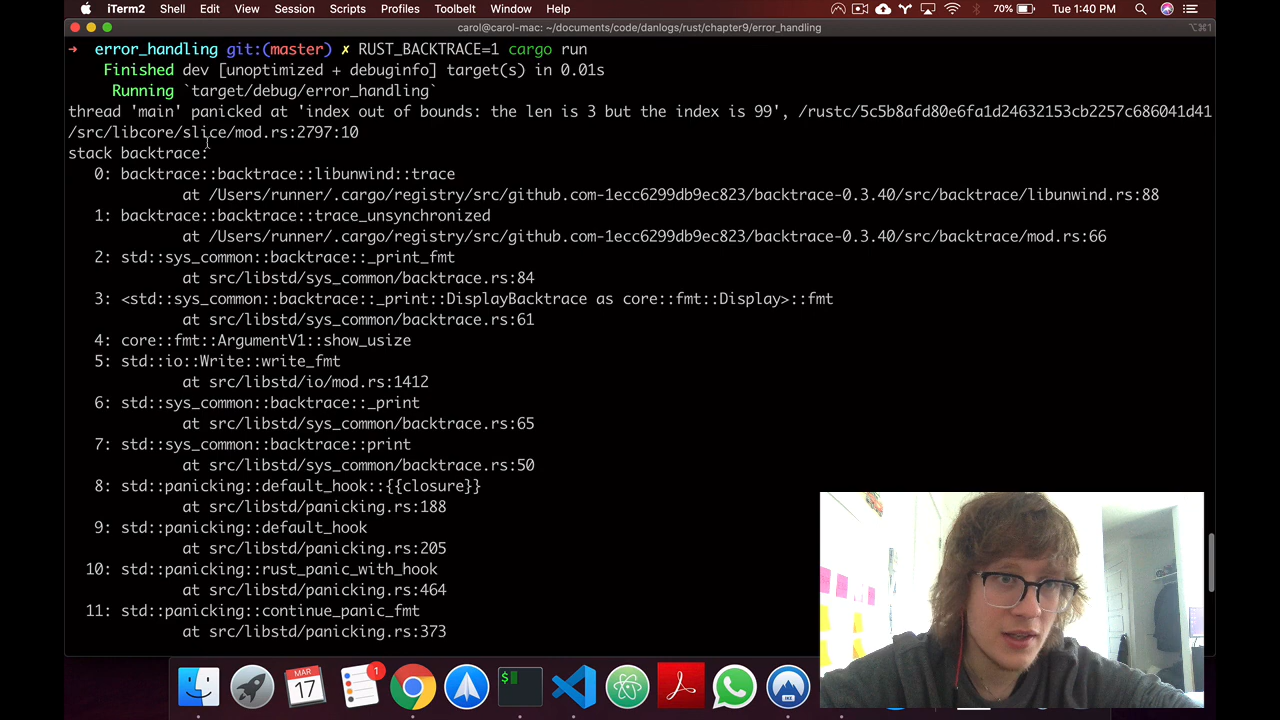 iTerm2 Shell Edit View Session Scripts Profiles Toolbelt Window Help 70% Tue 1:40 PM
carol@carol-mac: ~/documents/code/danlogs/rust/chapter9/error_handling ⌥⌘1
➜ error_handling git:(master) ✗ RUST_BACKTRACE=1 cargo run
Finished dev [unoptimized + debuginfo] target(s) in 0.01s
Running `target/debug/error_handling`
thread 'main' panicked at 'index out of bounds: the len is 3 but the index is 99', /rustc/5c5b8afd80e6fa1d24632153cb2257c686041d41
/src/libcore/slice/mod.rs:2797:10
stack backtrace:
0: backtrace::backtrace::libunwind::trace
at /Users/runner/.cargo/registry/src/github.com-1ecc6299db9ec823/backtrace-0.3.40/src/backtrace/libunwind.rs:88
1: backtrace::backtrace::trace_unsynchronized
at /Users/runner/.cargo/registry/src/github.com-1ecc6299db9ec823/backtrace-0.3.40/src/backtrace/mod.rs:66
2: std::sys_common::backtrace::_print_fmt
at src/libstd/sys_common/backtrace.rs:84
3: <std::sys_common::backtrace::_print::DisplayBacktrace as core::fmt::Display>::fmt
at src/libstd/sys_common/backtrace.rs:61
4: core::fmt::ArgumentV1::show_usize
5: std::io::Write::write_fmt
at src/libstd/io/mod.rs:1412
6: std::sys_common::backtrace::_print
at src/libstd/sys_common/backtrace.rs:65
7: std::sys_common::backtrace::print
at src/libstd/sys_common/backtrace.rs:50
8: std::panicking::default_hook::{{closure}}
at src/libstd/panicking.rs:188
9: std::panicking::default_hook
at src/libstd/panicking.rs:205
10: std::panicking::rust_panic_with_hook
at src/libstd/panicking.rs:464
11: std::panicking::continue_panic_fmt
at src/libstd/panicking.rs:373
MAR
17
1
$
IKE